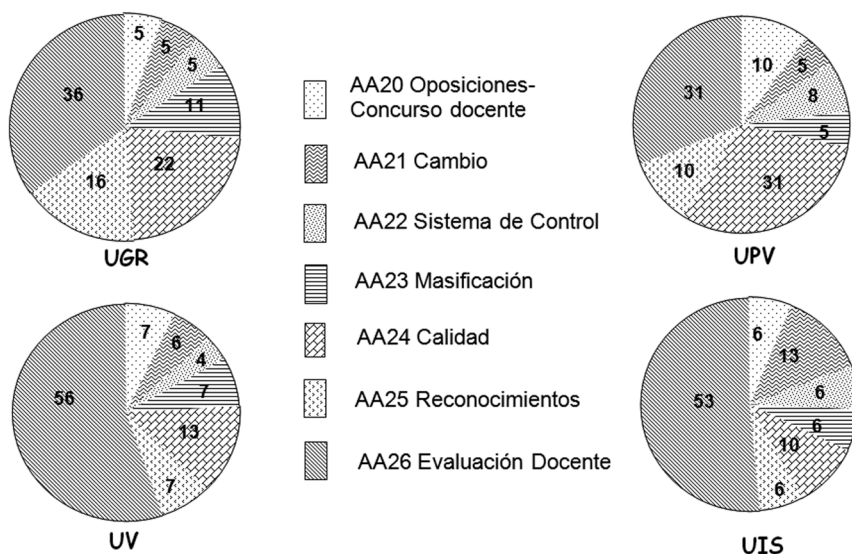 5
5
5
11
22
16
36
UGR
AA20 Oposiciones-
Concurso docente
AA21 Cambio
AA22 Sistema de Control
AA23 Masificación
AA24 Calidad
AA25 Reconocimientos
AA26 Evaluación Docente
10
5
8
5
31
10
31
UPV
7
6
4
7
13
7
56
UV
6
13
6
6
10
6
53
UIS